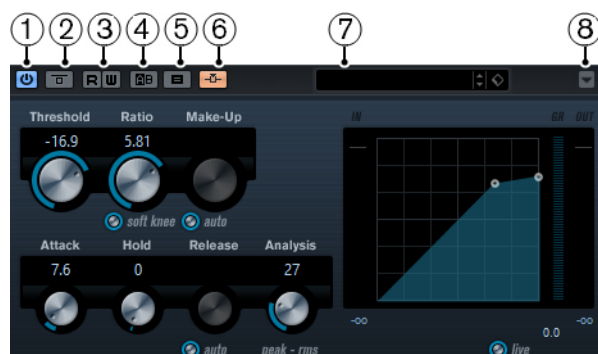 1 2 3 4 5 6 7 8
R W A B
Threshold Ratio Make-Up IN GR OUT
-16.9 5.81
soft knee auto
Attack Hold Release Analysis
7.6 0 27
-∞ 0.0 -∞
auto peak - rms live